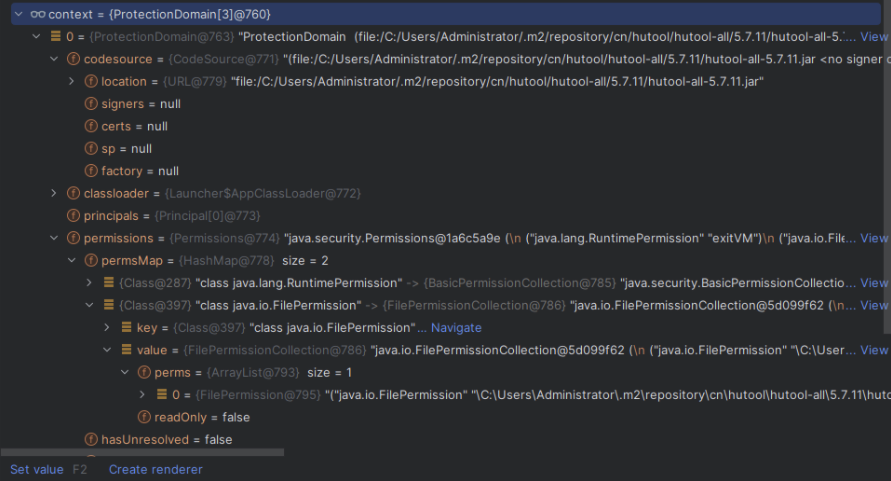 context = {ProtectionDomain[3]@760}
0 = {ProtectionDomain@763} "ProtectionDomain (file:/C:/Users/Administrator/.m2/repository/cn/hutool/hutool-all/5.7.11/hutool-all-5.… View
codesource = {CodeSource@771} "(file:/C:/Users/Administrator/.m2/repository/cn/hutool/hutool-all/5.7.11/hutool-all-5.7.11.jar <no signer c
location = {URL@779} "file:/C:/Users/Administrator/.m2/repository/cn/hutool/hutool-all/5.7.11/hutool-all-5.7.11.jar"
signers = null
certs = null
sp = null
factory = null
classloader = {Launcher$AppClassLoader@772}
principals = {Principal[0]@773}
permissions = {Permissions@774} "java.security.Permissions@1a6c5a9e (\n ("java.lang.RuntimePermission" "exitVM")\n ("java.io.File… View
permsMap = {HashMap@778} size = 2
{Class@287} "class java.lang.RuntimePermission" -> {BasicPermissionCollection@785} "java.security.BasicPermissionCollectio… View
{Class@397} "class java.io.FilePermission" -> {FilePermissionCollection@786} "java.io.FilePermissionCollection@5d099f62 (\n… View
key = {Class@397} "class java.io.FilePermission"… Navigate
value = {FilePermissionCollection@786} "java.io.FilePermissionCollection@5d099f62 (\n ("java.io.FilePermission" "\C:\User… View
perms = {ArrayList@793} size = 1
0 = {FilePermission@795} "("java.io.FilePermission" "\C:\Users\Administrator\.m2\repository\cn\hutool\hutool-all\5.7.11\huto
readOnly = false
hasUnresolved = false
Set value F2 Create renderer